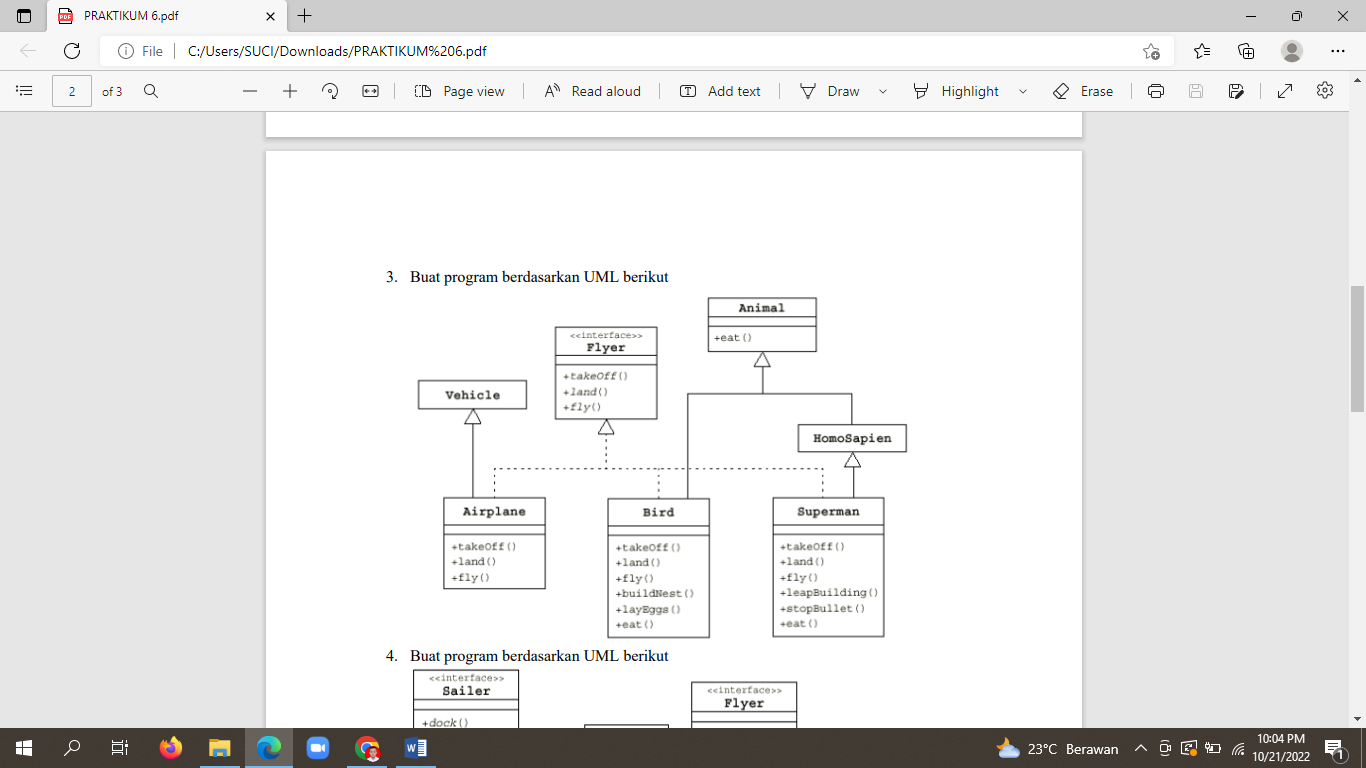 PRAKTIKUM 6.pdf
File
C:/Users/SUCI/Downloads/PRAKTIKUM%206.pdf
2 of 3
Page view
Read aloud
Add text
Draw
Highlight
Erase
3. Buat program berdasarkan UML berikut
Animal
+eat()
<<interface>>
Flyer
+takeOff()
+land()
+fly()
Vehicle
HomoSapien
Airplane
+takeOff()
+land()
+fly()
Bird
+takeOff()
+land()
+fly()
+buildNest()
+layEggs()
+eat()
Superman
+takeOff()
+land()
+fly()
+leapBuilding()
+stopBullet()
+eat()
4. Buat program berdasarkan UML berikut
<<interface>>
Sailer
+dock()
<<interface>>
Flyer
23°C Berawan
10:04 PM
10/21/2022
1